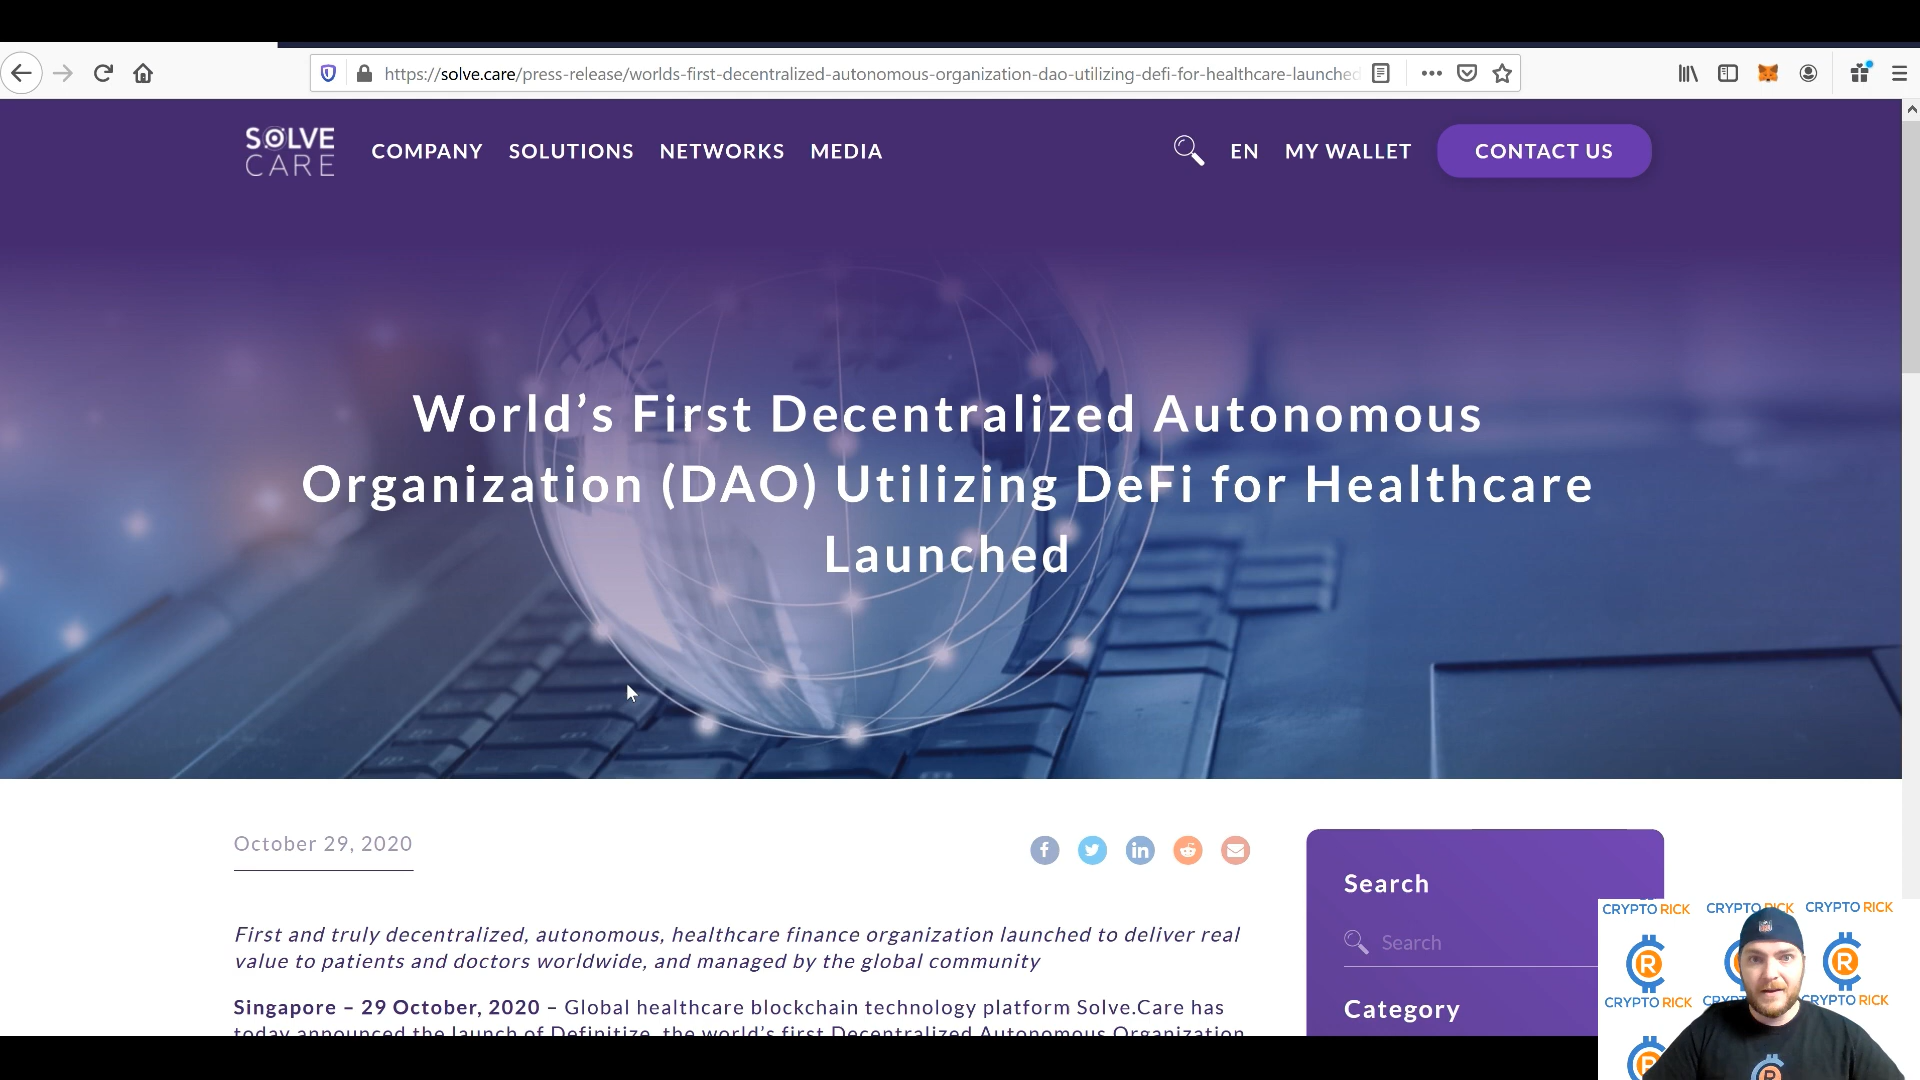 https://solve.care/press-release/worlds-first-decentralized-autonomous-organization-dao-utilizing-defi-for-healthcare-launched
SOLVE
CARE
COMPANY SOLUTIONS NETWORKS MEDIA
EN MY WALLET CONTACT US
World’s First Decentralized Autonomous
Organization (DAO) Utilizing DeFi for Healthcare
Launched
October 29, 2020
First and truly decentralized, autonomous, healthcare finance organization launched to deliver real
value to patients and doctors worldwide, and managed by the global community
Singapore – 29 October, 2020 – Global healthcare blockchain technology platform Solve.Care has
today announced the launch of Definitize, the world’s first Decentralized Autonomous Organization
Search
Search
Category
CRYPTO RICK CRYPTO RICK CRYPTO RICK
CRYPTO RICK CRYPTO RICK